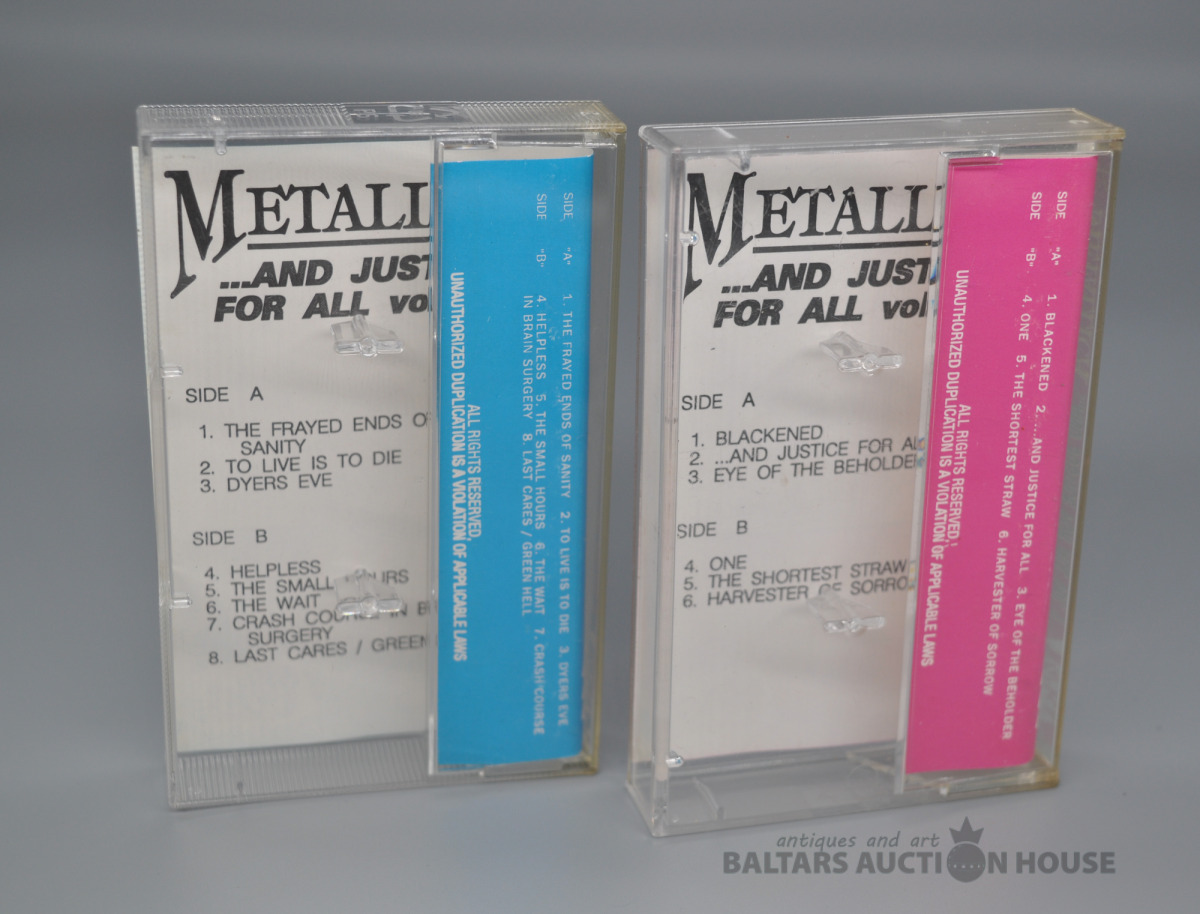 METALL
...AND JUST
FOR ALL vol
SIDE A
1. THE FRAYED ENDS OF
SANITY
2. TO LIVE IS TO DIE
3. DYERS EVE
SIDE B
4. HELPLESS
5. THE SMALL HOURS
6. THE WAIT
7. CRASH COURSE IN B
SURGERY
8. LAST CARES / GREEN
SIDE "A" 1. THE FRAYED ENDS OF SANITY 2. TO LIVE IS TO DIE 3. DYERS EVE
SIDE "B" 4. HELPLESS 5. THE SMALL HOURS 6. THE WAIT 7. CRASH COURSE
IN BRAIN SURGERY 8. LAST CARES / GREEN HELL
ALL RIGHTS RESERVED,
UNAUTHORIZED DUPLICATION IS A VIOLATION, OF APPLICABLE LAWS
METALL
...AND JUST
FOR ALL vol
SIDE A
1. BLACKENED
2. ...AND JUSTICE FOR AL
3. EYE OF THE BEHOLDER
SIDE B
4. ONE
5. THE SHORTEST STRAW
6. HARVESTER OF SORRO
SIDE "A" 1. BLACKENED 2. ...AND JUSTICE FOR ALL 3. EYE OF THE BEHOLDER
SIDE "B" 4. ONE 5. THE SHORTEST STRAW 6. HARVESTER OF SORROW
ALL RIGHTS RESERVED,
UNAUTHORIZED DUPLICATION IS A VIOLATION, OF APPLICABLE LAWS
antiques and art
BALTARS AUCTION HOUSE